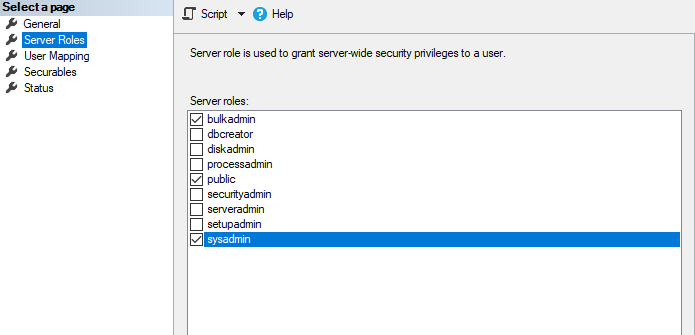 Select a page
General
Server Roles
User Mapping
Securables
Status
Script
Help
Server role is used to grant server-wide security privileges to a user.
Server roles:
bulkadmin
dbcreator
diskadmin
processadmin
public
securityadmin
serveradmin
setupadmin
sysadmin